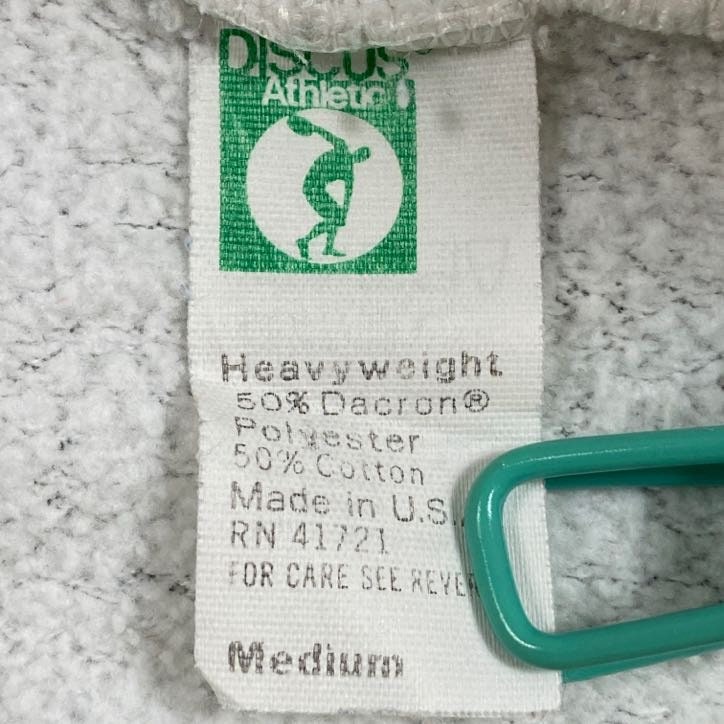 DISCUS
Athletic
Heavyweight
50% Dacron®
Polyester
50% Cotton
Made in U.S.
RN 41721
FOR CARE SEE REVE
Medium